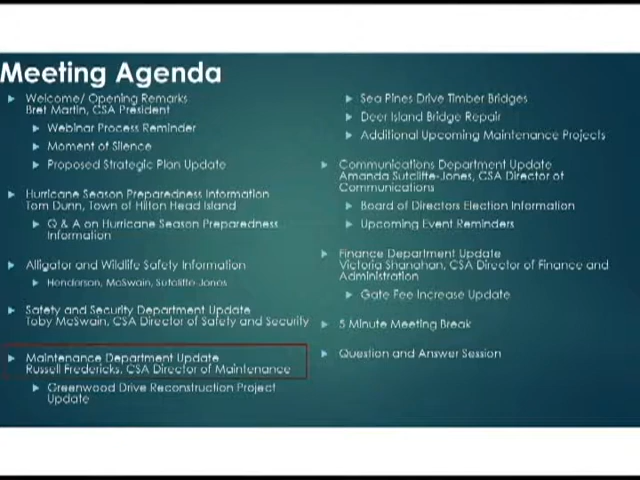 Meeting Agenda
Welcome/ Opening Remarks
Bret Martin, CSA President
Webinar Process Reminder
Moment of Silence
Proposed Strategic Plan Update
Hurricane Season Preparedness Information
Tom Dunn, Town of Hilton Head Island
Q & A on Hurricane Season Preparedness
Information
Alligator and Wildlife Safety Information
Henderson, McSwain, Sutcliffe-Jones
Safety and Security Department Update
Toby McSwain, CSA Director of Safety and Security
Maintenance Department Update
Russell Fredericks, CSA Director of Maintenance
Greenwood Drive Reconstruction Project
Update
Sea Pines Drive Timber Bridges
Deer Island Bridge Repair
Additional Upcoming Maintenance Projects
Communications Department Update
Amanda Sutcliffe-Jones, CSA Director of
Communications
Board of Directors Election Information
Upcoming Event Reminders
Finance Department Update
Victoria Shanahan, CSA Director of Finance and
Administration
Gate Fee Increase Update
5 Minute Meeting Break
Question and Answer Session